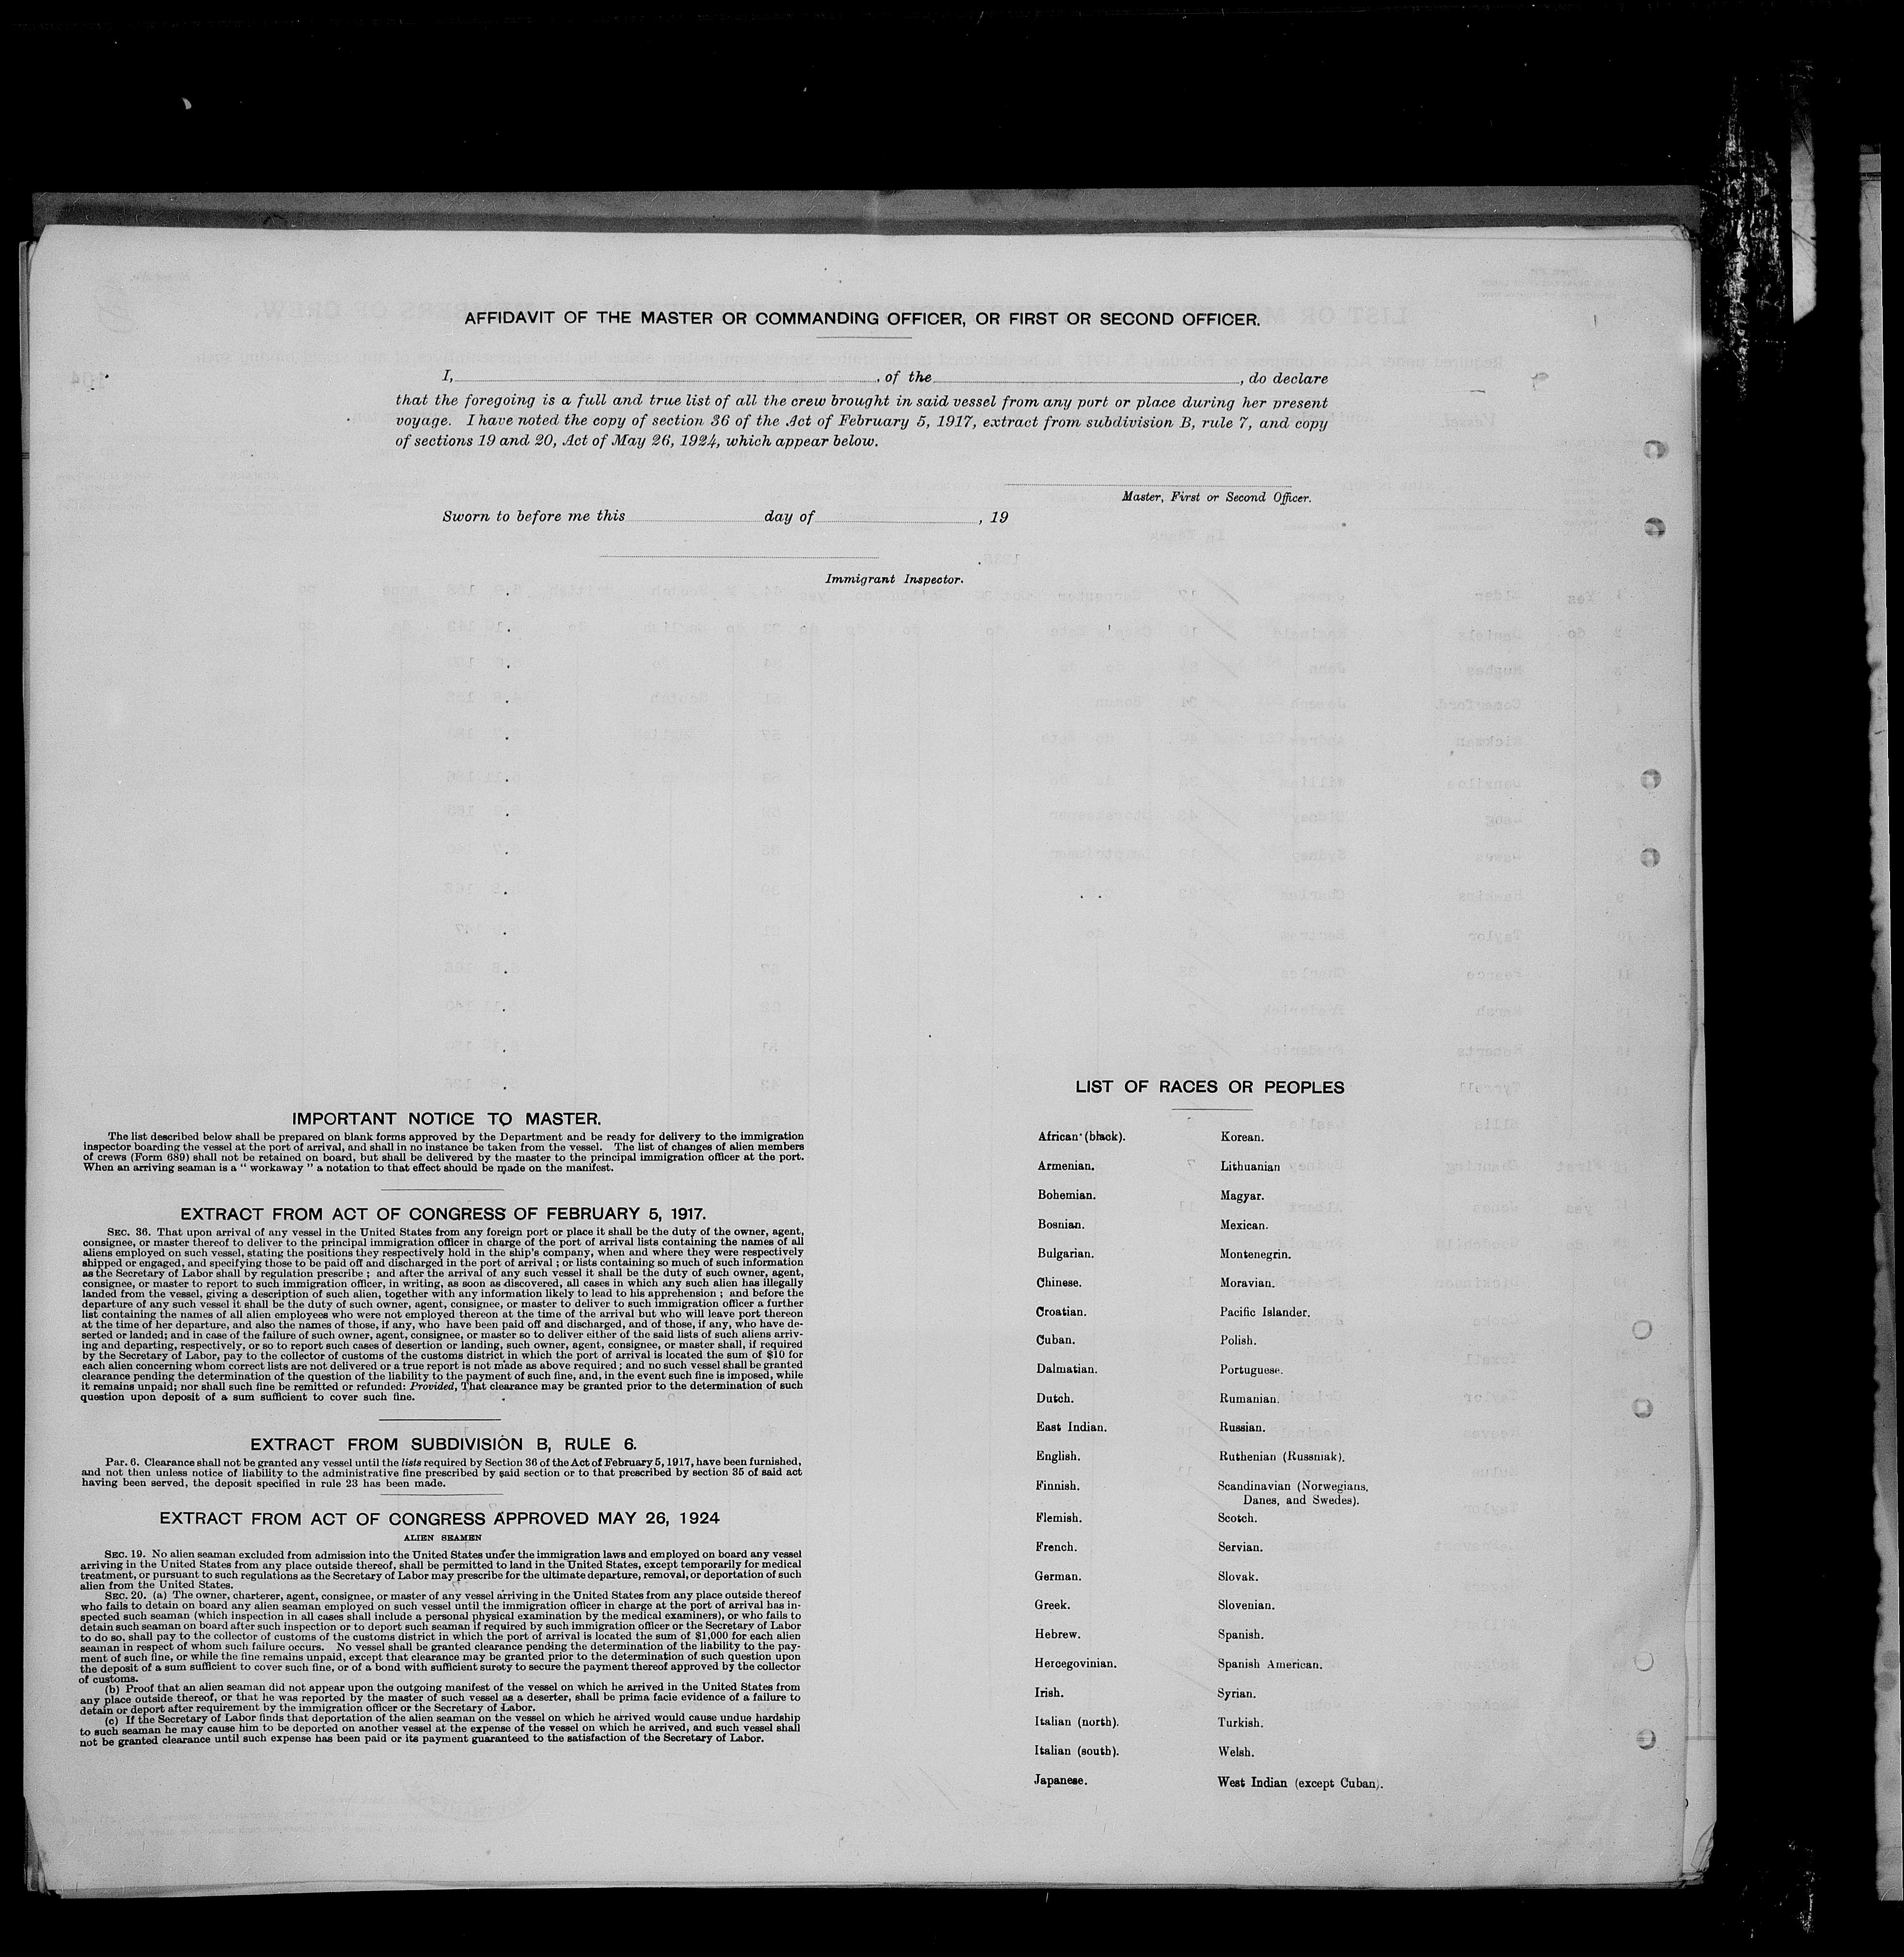 AFFIDAVIT OF THE MASTER OR COMMANDING OFFICER, OR FIRST OR SECOND OFFICER.
I, , of the , do declare
that the foregoing is a full and true list of all the crew brought in said vessel from any port or place during her present
voyage. I have noted the copy of section 36 of the Act of February 5, 1917, extract from subdivision B, rule 7, and copy
of sections 19 and 20, Act of May 26, 1924, which appear below.
Master, First or Second Officer.
Sworn to before me this day of , 19
Immigrant Inspector.
IMPORTANT NOTICE TO MASTER.
The list described below shall be prepared on blank forms approved by the Department and be ready for delivery to the immigration
inspector boarding the vessel at the port of arrival, and shall in no instance be taken from the vessel. The list of changes of alien members
of crews (Form 689) shall not be retained on board, but shall be delivered by the master to the principal immigration officer at the port.
When an arriving seaman is a " workaway " a notation to that effect should be made on the manifest.
EXTRACT FROM ACT OF CONGRESS OF FEBRUARY 5, 1917.
SEC. 36. That upon arrival of any vessel in the United States from any foreign port or place it shall be the duty of the owner, agent,
consignee, or master thereof to deliver to the principal immigration officer in charge of the port of arrival lists containing the names of all
aliens employed on such vessel, stating the positions they respectively hold in the ship's company, when and where they were respectively
shipped or engaged, and specifying those to be paid off and discharged in the port of arrival ; or lists containing so much of such information
as the Secretary of Labor shall by regulation prescribe ; and after the arrival of any such vessel it shall be the duty of such owner, agent,
consignee, or master to report to such immigration officer, in writing, as soon as discovered, all cases in which any such alien has illegally
landed from the vessel, giving a description of such alien, together with any information likely to lead to his apprehension ; and before the
departure of any such vessel it shall be the duty of such owner, agent, consignee, or master to deliver to such immigration officer a further
list containing the names of all alien employees who were not employed thereon at the time of the arrival but who will leave port thereon
at the time of her departure, and also the names of those, if any, who have been paid off and discharged, and of those, if any, who have de-
serted or landed; and in case of the failure of such owner, agent, consignee, or master so to deliver either of the said lists of such aliens arriv-
ing and departing, respectively, or so to report such cases of desertion or landing, such owner, agent, consignee, or master shall, if required
by the Secretary of Labor, pay to the collector of customs of the customs district in which the port of arrival is located the sum of $10 for
each alien concerning whom correct lists are not delivered or a true report is not made as above required ; and no such vessel shall be granted
clearance pending the determination of the question of the liability to the payment of such fine, and, in the event such fine is imposed, while
it remains unpaid; nor shall such fine be remitted or refunded: Provided, That clearance may be granted prior to the determination of such
question upon deposit of a sum sufficient to cover such fine.
EXTRACT FROM SUBDIVISION B, RULE 6.
Par. 6. Clearance shall not be granted any vessel until the lists required by Section 36 of the Act of February 5, 1917, have been furnished,
and not then unless notice of liability to the administrative fine prescribed by said section or to that prescribed by section 35 of said act
having been served, the deposit specified in rule 23 has been made.
EXTRACT FROM ACT OF CONGRESS APPROVED MAY 26, 1924
ALIEN SEAMEN
SEC. 19. No alien seaman excluded from admission into the United States under the immigration laws and employed on board any vessel
arriving in the United States from any place outside thereof, shall be permitted to land in the United States, except temporarily for medical
treatment, or pursuant to such regulations as the Secretary of Labor may prescribe for the ultimate departure, removal, or deportation of such
alien from the United States.
SEC. 20. (a) The owner, charterer, agent, consignee, or master of any vessel arriving in the United States from any place outside thereof
who fails to detain on board any alien seaman employed on such vessel until the immigration officer in charge at the port of arrival has in-
spected such seaman (which inspection in all cases shall include a personal physical examination by the medical examiners), or who fails to
detain such seaman on board after such inspection or to deport such seaman if required by such immigration officer or the Secretary of Labor
to do so, shall pay to the collector of customs of the customs district in which the port of arrival is located the sum of $1,000 for each alien
seaman in respect of whom such failure occurs. No vessel shall be granted clearance pending the determination of the liability to the pay-
ment of such fine, or while the fine remains unpaid, except that clearance may be granted prior to the determination of such question upon
the deposit of a sum sufficient to cover such fine, or of a bond with sufficient surety to secure the payment thereof approved by the collector
of customs.
(b) Proof that an alien seaman did not appear upon the outgoing manifest of the vessel on which he arrived in the United States from
any place outside thereof, or that he was reported by the master of such vessel as a deserter, shall be prima facie evidence of a failure to
detain or deport after requirement by the immigration officer or the Secretary of Labor.
(c) If the Secretary of Labor finds that deportation of the alien seaman on the vessel on which he arrived would cause undue hardship
to such seaman he may cause him to be deported on another vessel at the expense of the vessel on which he arrived, and such vessel shall
not be granted clearance until such expense has been paid or its payment guaranteed to the satisfaction of the Secretary of Labor.
LIST OF RACES OR PEOPLES
African (black).
Armenian.
Bohemian.
Bosnian.
Bulgarian.
Chinese.
Croatian.
Cuban.
Dalmatian.
Dutch.
East Indian.
English.
Finnish.
Flemish.
French.
German.
Greek.
Hebrew.
Hercegovinian.
Irish.
Italian (north).
Italian (south).
Japanese.
Korean.
Lithuanian
Magyar.
Mexican.
Montenegrin.
Moravian.
Pacific Islander.
Polish.
Portuguese.
Rumanian.
Russian.
Ruthenian (Russniak).
Scandinavian (Norwegians,
Danes, and Swedes).
Scotch.
Servian.
Slovak.
Slovenian.
Spanish.
Spanish American.
Syrian.
Turkish.
Welsh.
West Indian (except Cuban).